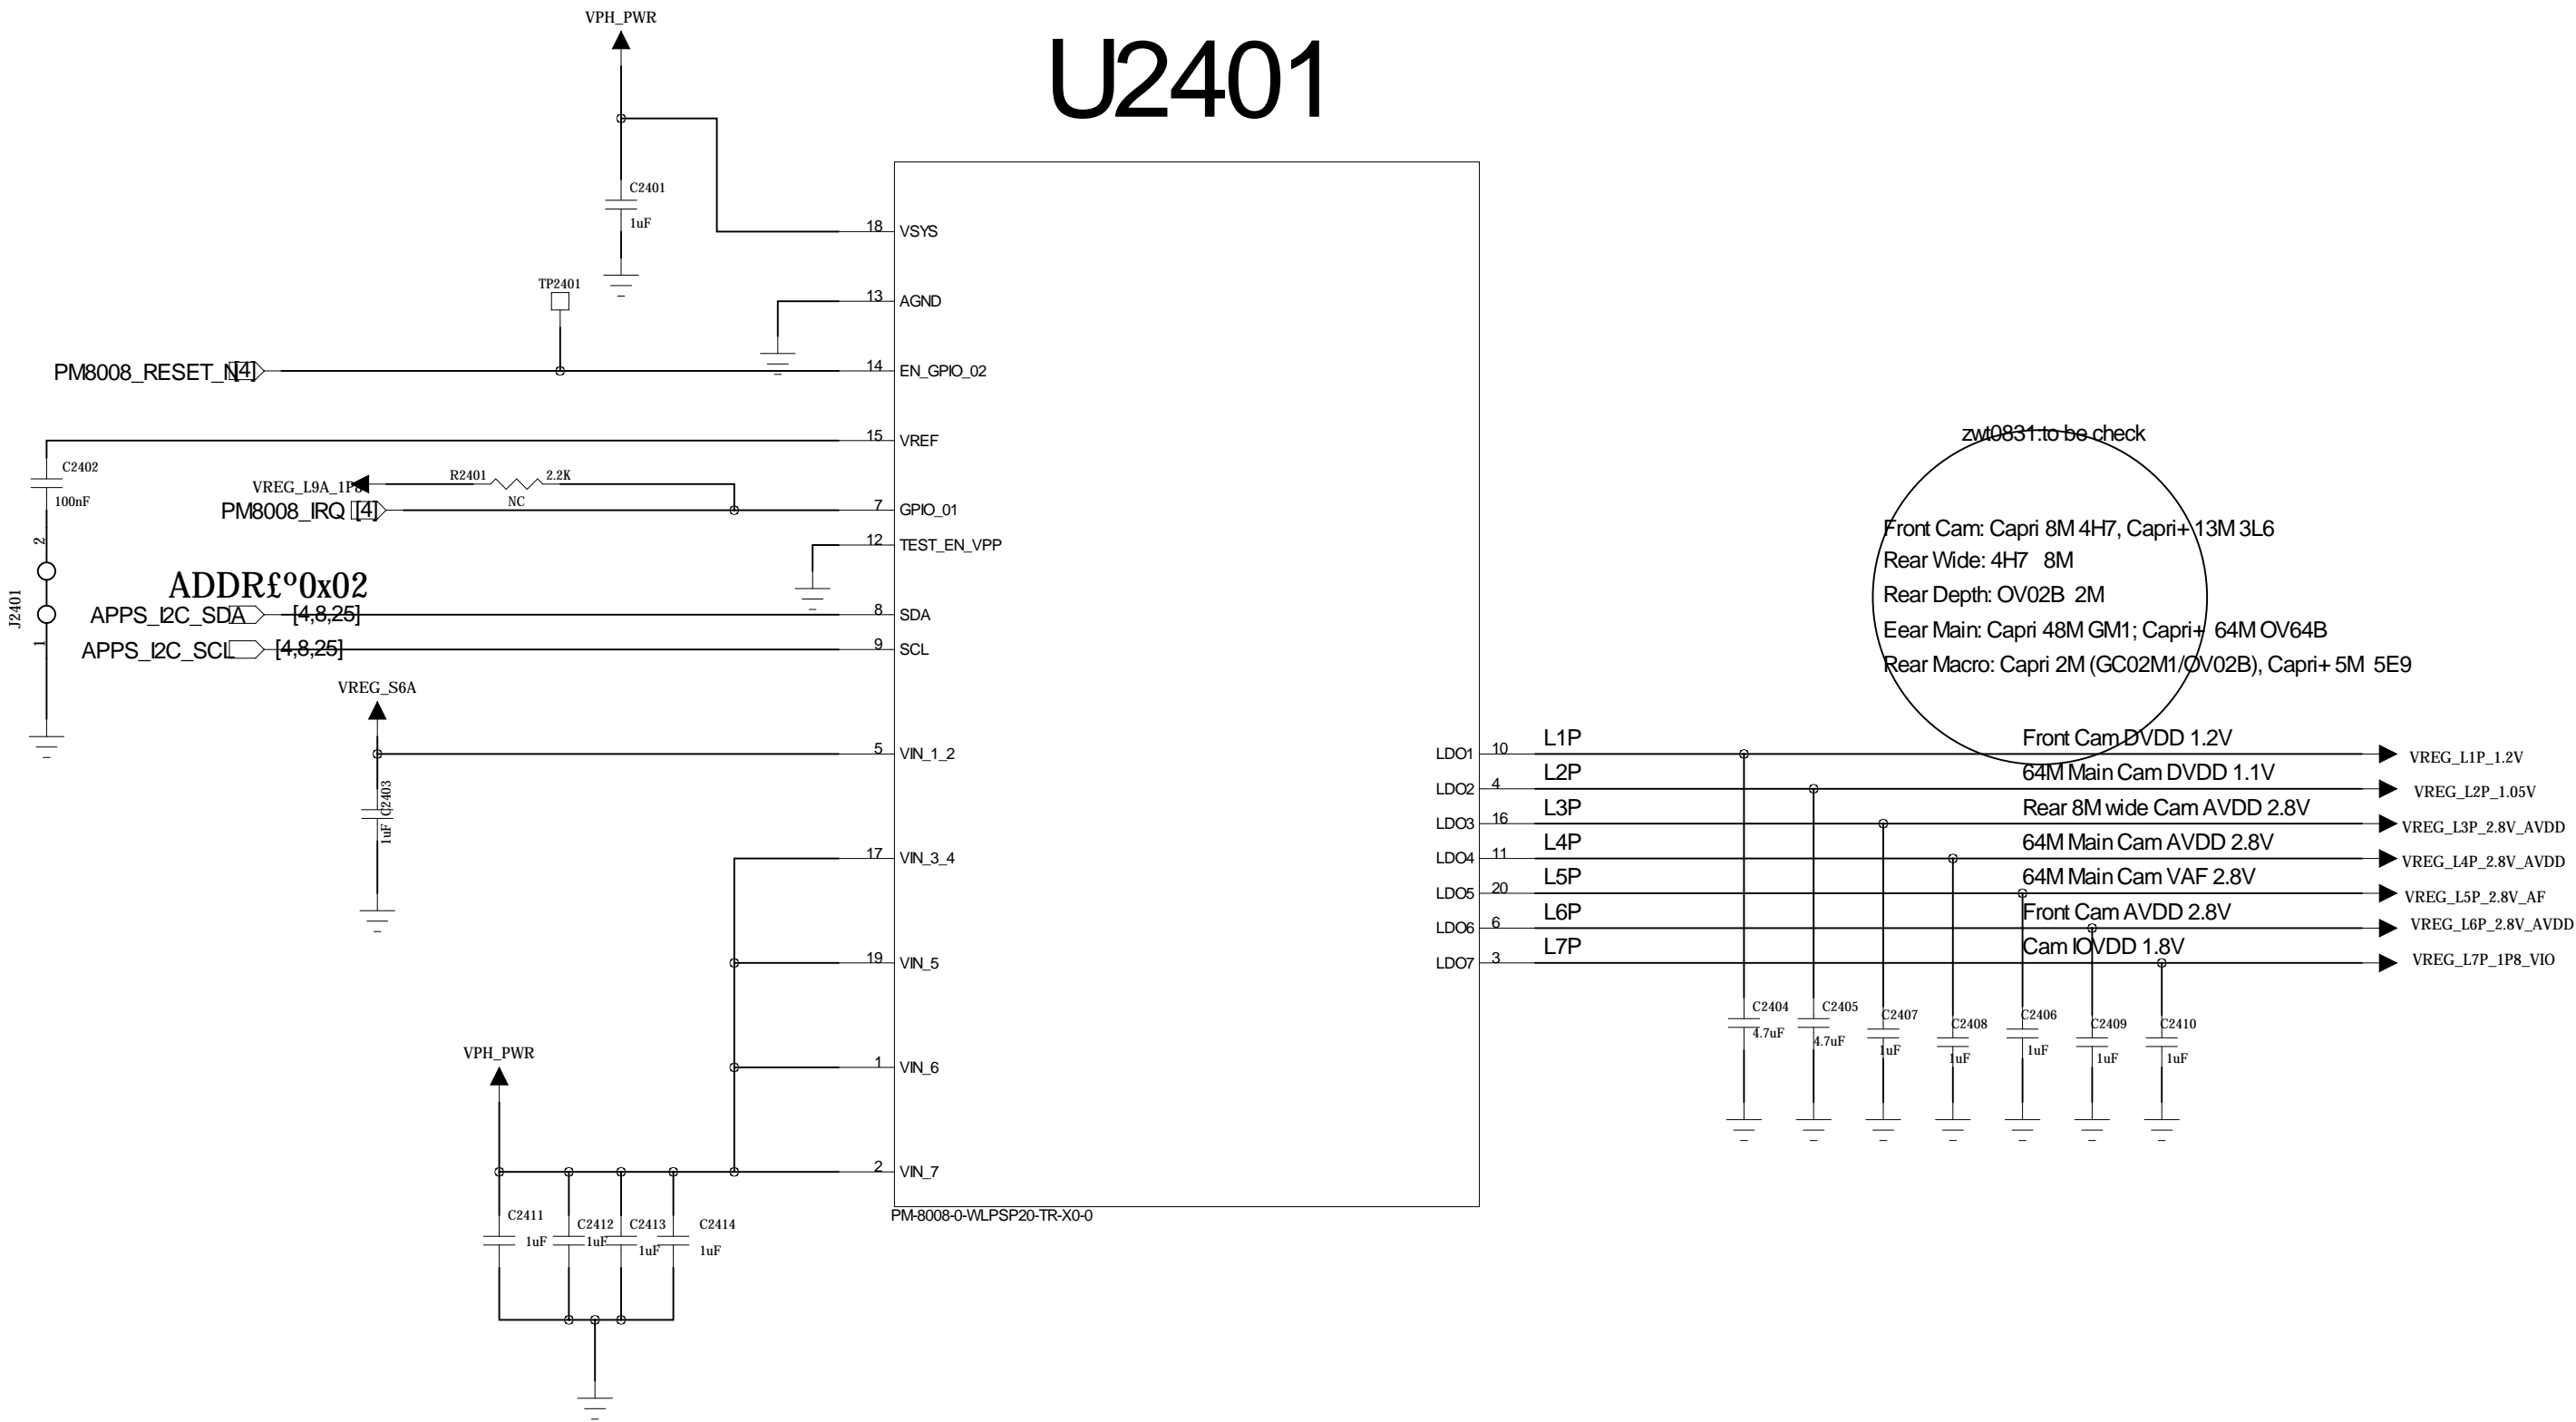 VPH_PWR
U2401
C2401
1uF
18 VSYS
TP2401
13 AGND
PM8008_RESET_N [4]
14 EN_GPIO_02
15 VREF
C2402
100nF
VREG_L9A_1P8
R2401 2.2K
NC
PM8008_IRQ [4]
7 GPIO_01
12 TEST_EN_VPP
J2401
2
1
ADDR£º0x02
APPS_I2C_SDA [4,8,25]
8 SDA
APPS_I2C_SCL [4,8,25]
9 SCL
VREG_S6A
5 VIN_1_2
1uF C2403
17 VIN_3_4
19 VIN_5
VPH_PWR
1 VIN_6
2 VIN_7
C2411
1uF
C2412
1uF
C2413
1uF
C2414
1uF
PM-8008-0-WLPSP20-TR-X0-0
zwt0831:to be check
Front Cam: Capri 8M 4H7, Capri+ 13M 3L6
Rear Wide: 4H7 8M
Rear Depth: OV02B 2M
Eear Main: Capri 48M GM1; Capri+ 64M OV64B
Rear Macro: Capri 2M (GC02M1/OV02B), Capri+ 5M 5E9
LDO1 10 L1P Front Cam DVDD 1.2V VREG_L1P_1.2V
LDO2 4 L2P 64M Main Cam DVDD 1.1V VREG_L2P_1.05V
LDO3 16 L3P Rear 8M wide Cam AVDD 2.8V VREG_L3P_2.8V_AVDD
LDO4 11 L4P 64M Main Cam AVDD 2.8V VREG_L4P_2.8V_AVDD
LDO5 20 L5P 64M Main Cam VAF 2.8V VREG_L5P_2.8V_AF
LDO6 6 L6P Front Cam AVDD 2.8V VREG_L6P_2.8V_AVDD
LDO7 3 L7P Cam IOVDD 1.8V VREG_L7P_1P8_VIO
C2404
4.7uF
C2405
4.7uF
C2407
1uF
C2408
1uF
C2406
1uF
C2409
1uF
C2410
1uF